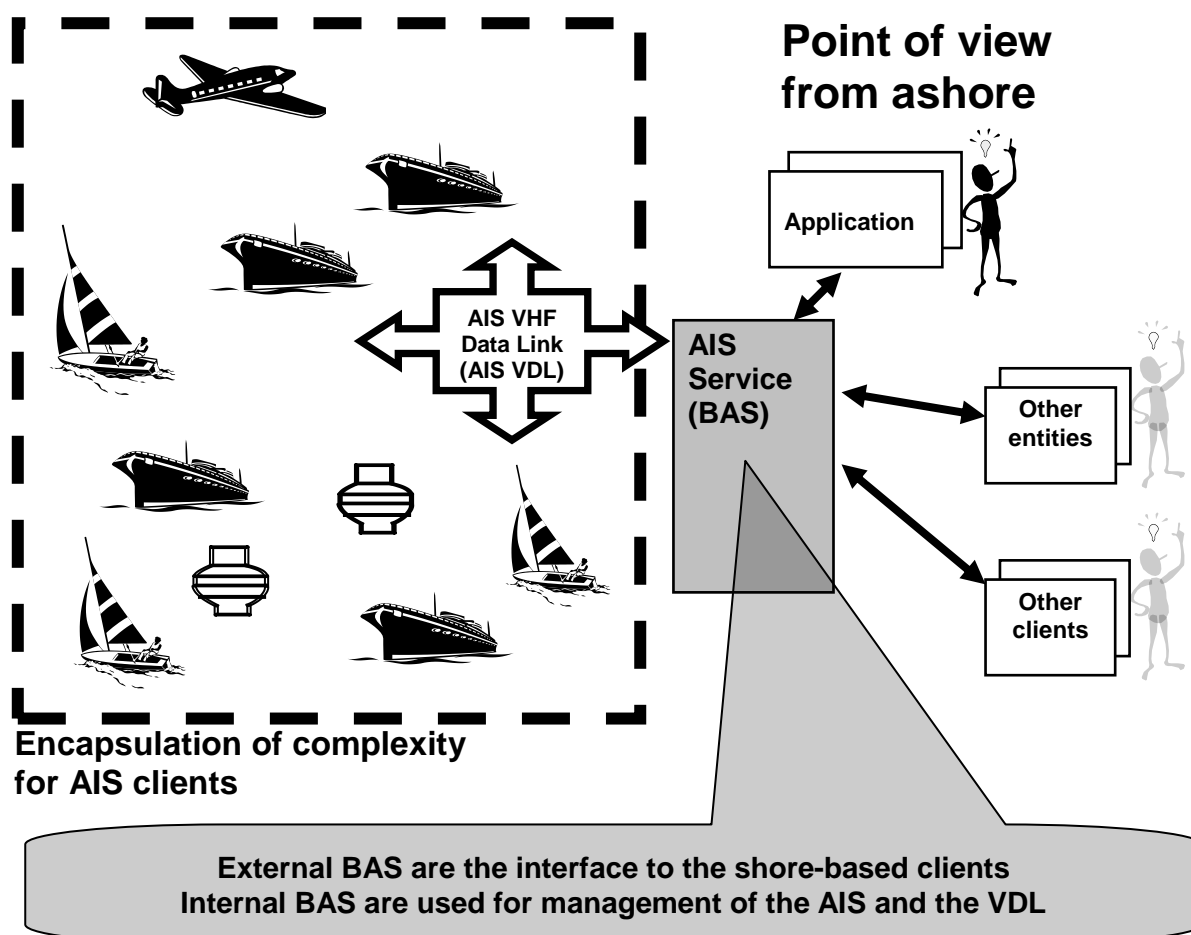 Point of view
from ashore
Application
AIS VHF
Data Link
(AIS VDL)
AIS
Service
(BAS)
Other
entities
Other
clients
Encapsulation of complexity
for AIS clients
External BAS are the interface to the shore-based clients
Internal BAS are used for management of the AIS and the VDL